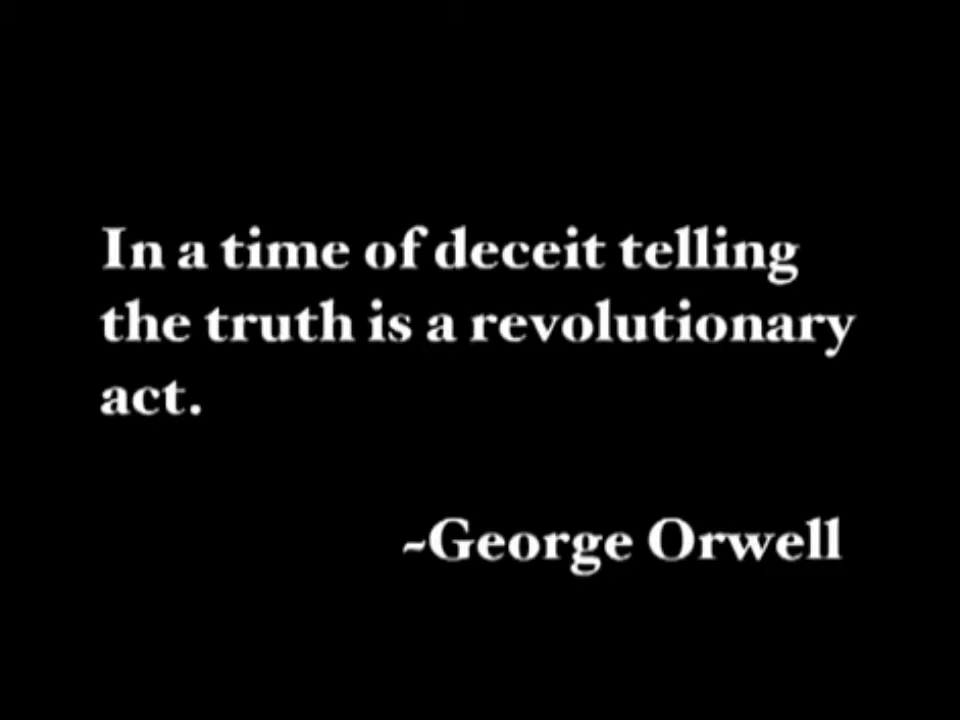 In a time of deceit telling
the truth is a revolutionary
act.
-George Orwell